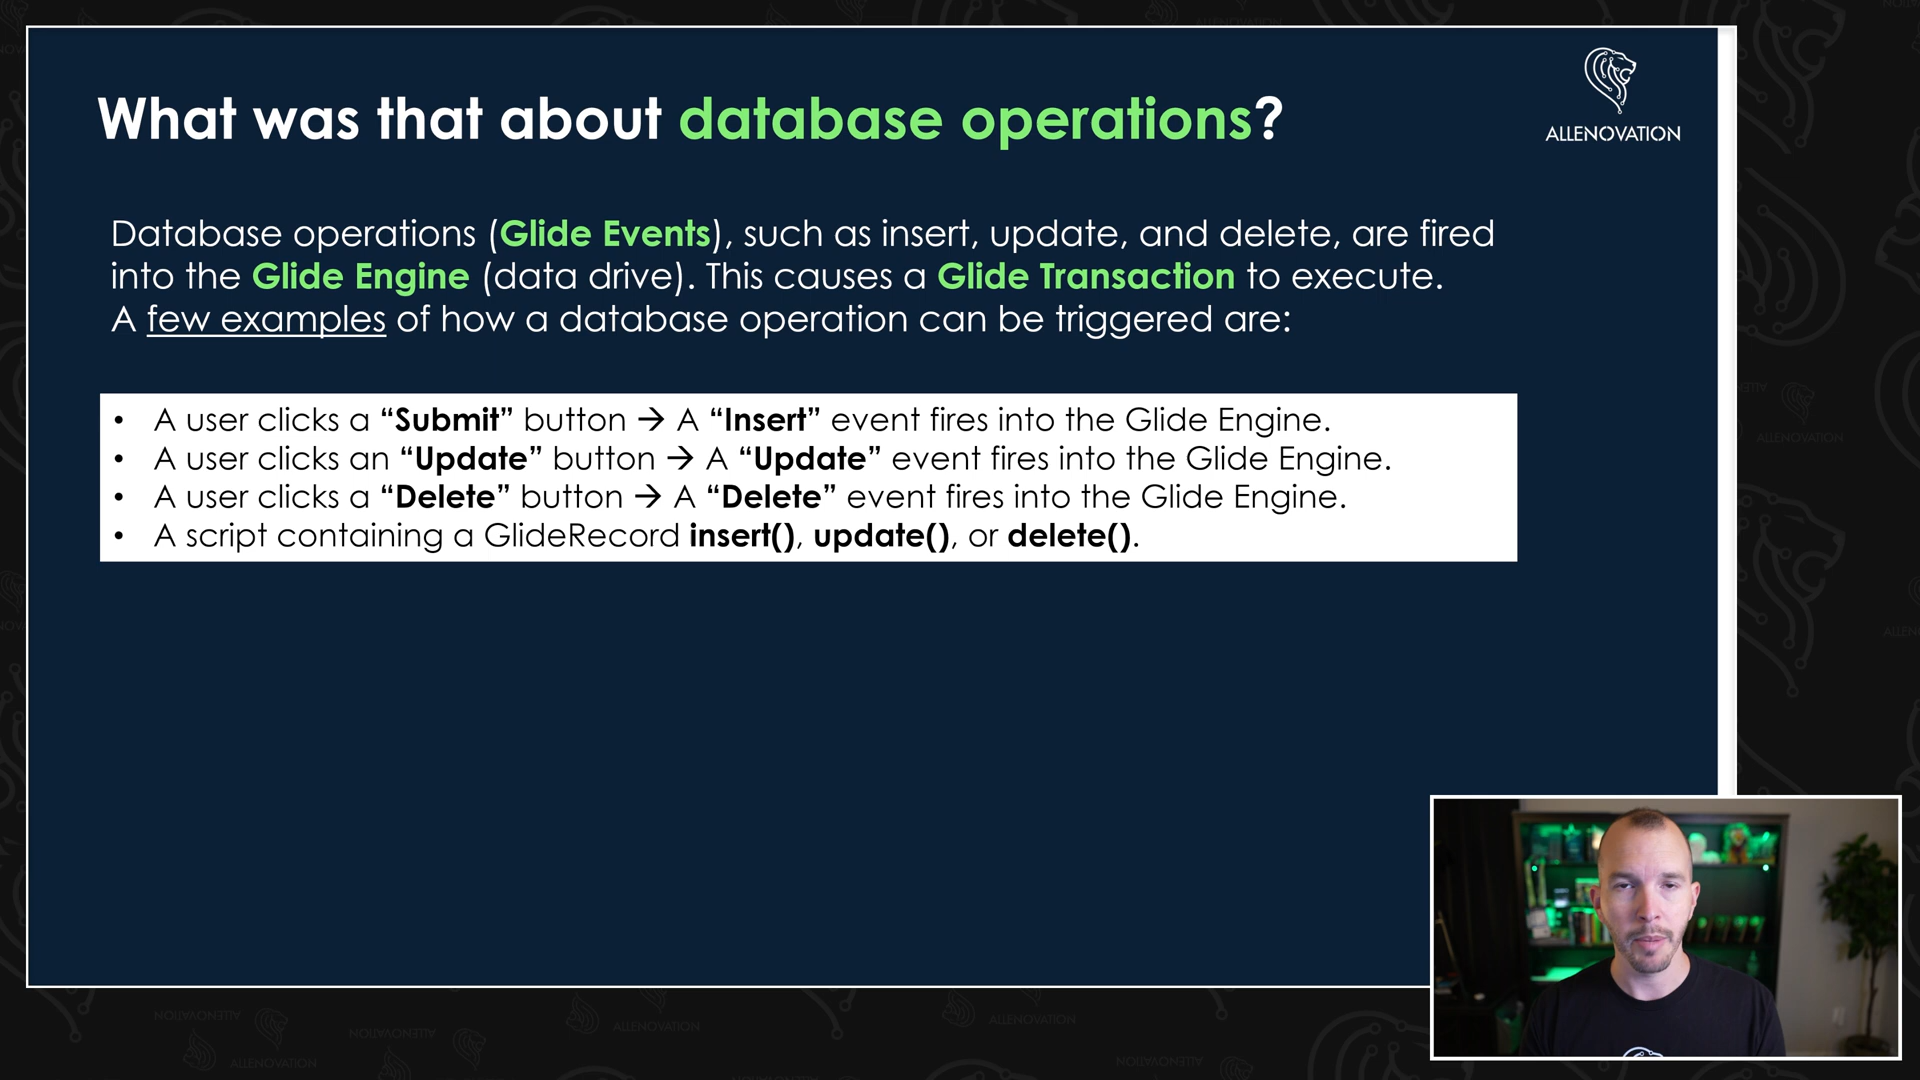 What was that about database operations?
ALLENOVATION
Database operations (Glide Events), such as insert, update, and delete, are fired
into the Glide Engine (data drive). This causes a Glide Transaction to execute.
A few examples of how a database operation can be triggered are:
• A user clicks a “Submit” button → A “Insert” event fires into the Glide Engine.
• A user clicks an “Update” button → A “Update” event fires into the Glide Engine.
• A user clicks a “Delete” button → A “Delete” event fires into the Glide Engine.
• A script containing a GlideRecord insert(), update(), or delete().
ALLENOVATION
ALLENOVATION
ALLENOVATION
ALLENOVATION